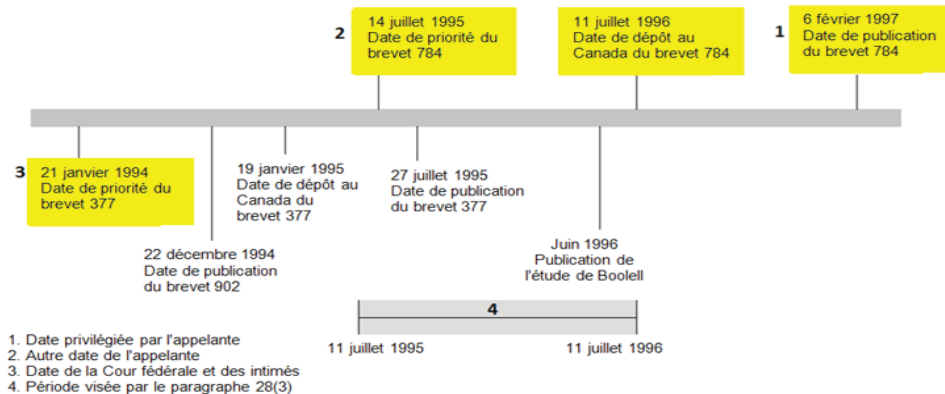 2
14 juillet 1995
Date de priorité du
brevet 784
11 juillet 1996
Date de dépôt au
Canada du brevet 784
1
6 février 1997
Date de publication
du brevet 784
3
21 janvier 1994
Date de priorité du
brevet 377
22 décembre 1994
Date de publication
du brevet 902
19 janvier 1995
Date de dépôt au
Canada du
brevet 377
27 juillet 1995
Date de publication
du brevet 377
Juin 1996
Publication de
l'étude de Boolell
4
11 juillet 1995
11 juillet 1996
1. Date privilégiée par l'appelante
2. Autre date de l'appelante
3. Date de la Cour fédérale et des intimés
4. Période visée par le paragraphe 28(3)